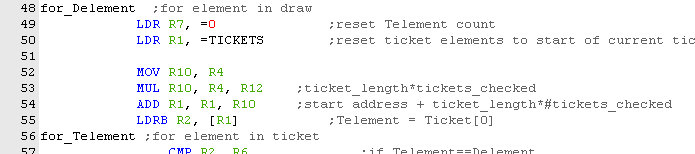 48 for_Delement ;for element in draw
49 LDR R7, =0 ;reset Telement count
50 LDR R1, =TICKETS ;reset ticket elements to start of current tic
51
52 MOV R10, R4
53 MUL R10, R4, R12 ;ticket_length*tickets_checked
54 ADD R1, R1, R10 ;start address + ticket_length*#tickets_checked
55 LDRB R2, [R1] ;Telement = Ticket[0]
56 for_Telement ;for element in ticket
57 CMP R2, R6 ;if Telement==Delement